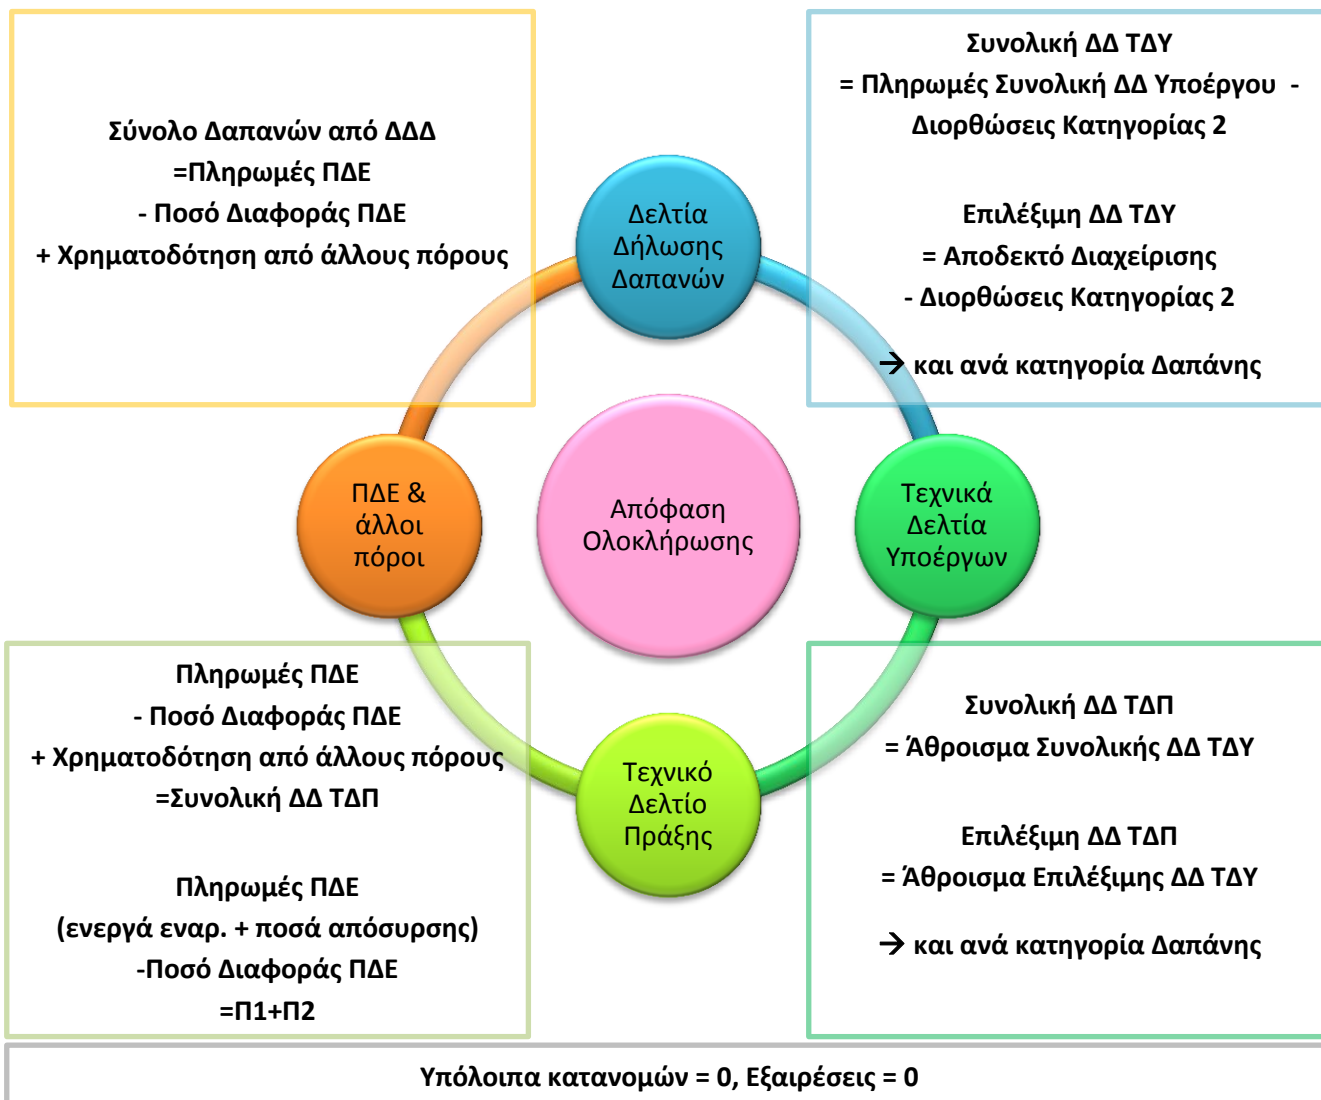 Σύνολο Δαπανών από ΔΔΔ
=Πληρωμές ΠΔΕ
- Ποσό Διαφοράς ΠΔΕ
+ Χρηματοδότηση από άλλους πόρους
Συνολική ΔΔ ΤΔΥ
= Πληρωμές Συνολική ΔΔ Υποέργου -
Διορθώσεις Κατηγορίας 2
Επιλέξιμη ΔΔ ΤΔΥ
= Αποδεκτό Διαχείρισης
- Διορθώσεις Κατηγορίας 2
→ και ανά κατηγορία Δαπάνης
Δελτία
Δήλωσης
Δαπανών
ΠΔΕ &
άλλοι
πόροι
Απόφαση
Ολοκλήρωσης
Τεχνικά
Δελτία
Υποέργων
Τεχνικό
Δελτίο
Πράξης
Πληρωμές ΠΔΕ
- Ποσό Διαφοράς ΠΔΕ
+ Χρηματοδότηση από άλλους πόρους
=Συνολική ΔΔ ΤΔΠ
Πληρωμές ΠΔΕ
(ενεργά εναρ. + ποσά απόσυρσης)
-Ποσό Διαφοράς ΠΔΕ
=Π1+Π2
Συνολική ΔΔ ΤΔΠ
= Άθροισμα Συνολικής ΔΔ ΤΔΥ
Επιλέξιμη ΔΔ ΤΔΠ
= Άθροισμα Επιλέξιμης ΔΔ ΤΔΥ
→ και ανά κατηγορία Δαπάνης
Υπόλοιπα κατανομών = 0, Εξαιρέσεις = 0